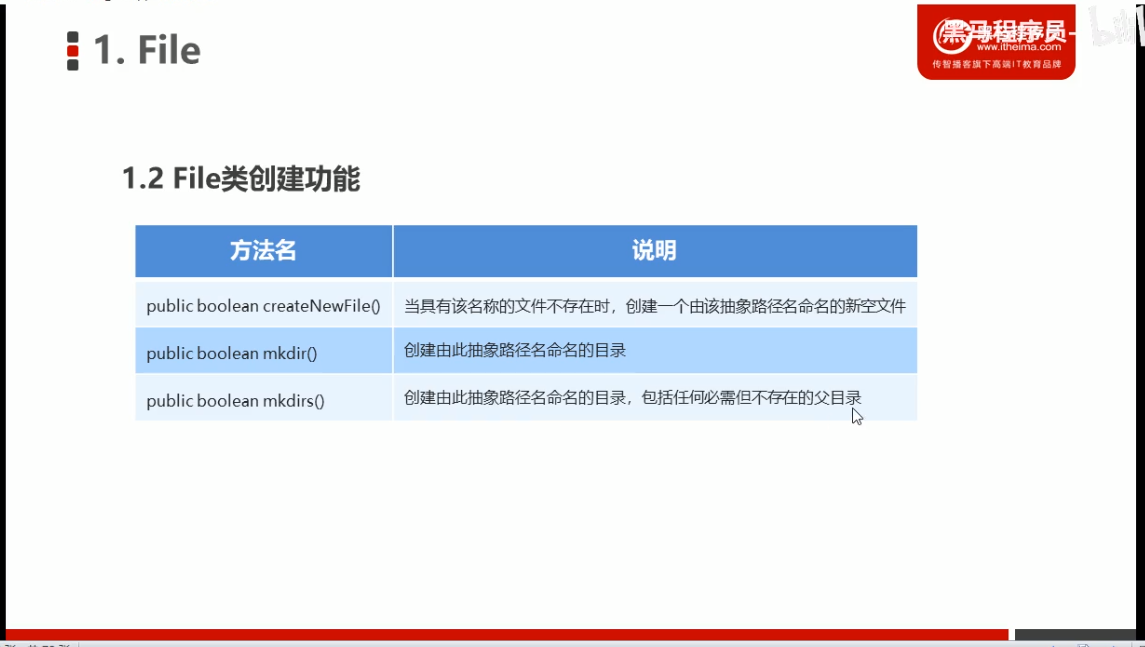 1. File
黑马程序员-
www.itheima.com
传智播客旗下高端IT教育品牌
1.2 File类创建功能
方法名 说明
public boolean createNewFile() 当具有该名称的文件不存在时，创建一个由该抽象路径名命名的新空文件
public boolean mkdir() 创建由此抽象路径名命名的目录
public boolean mkdirs() 创建由此抽象路径名命名的目录，包括任何必需但不存在的父目录